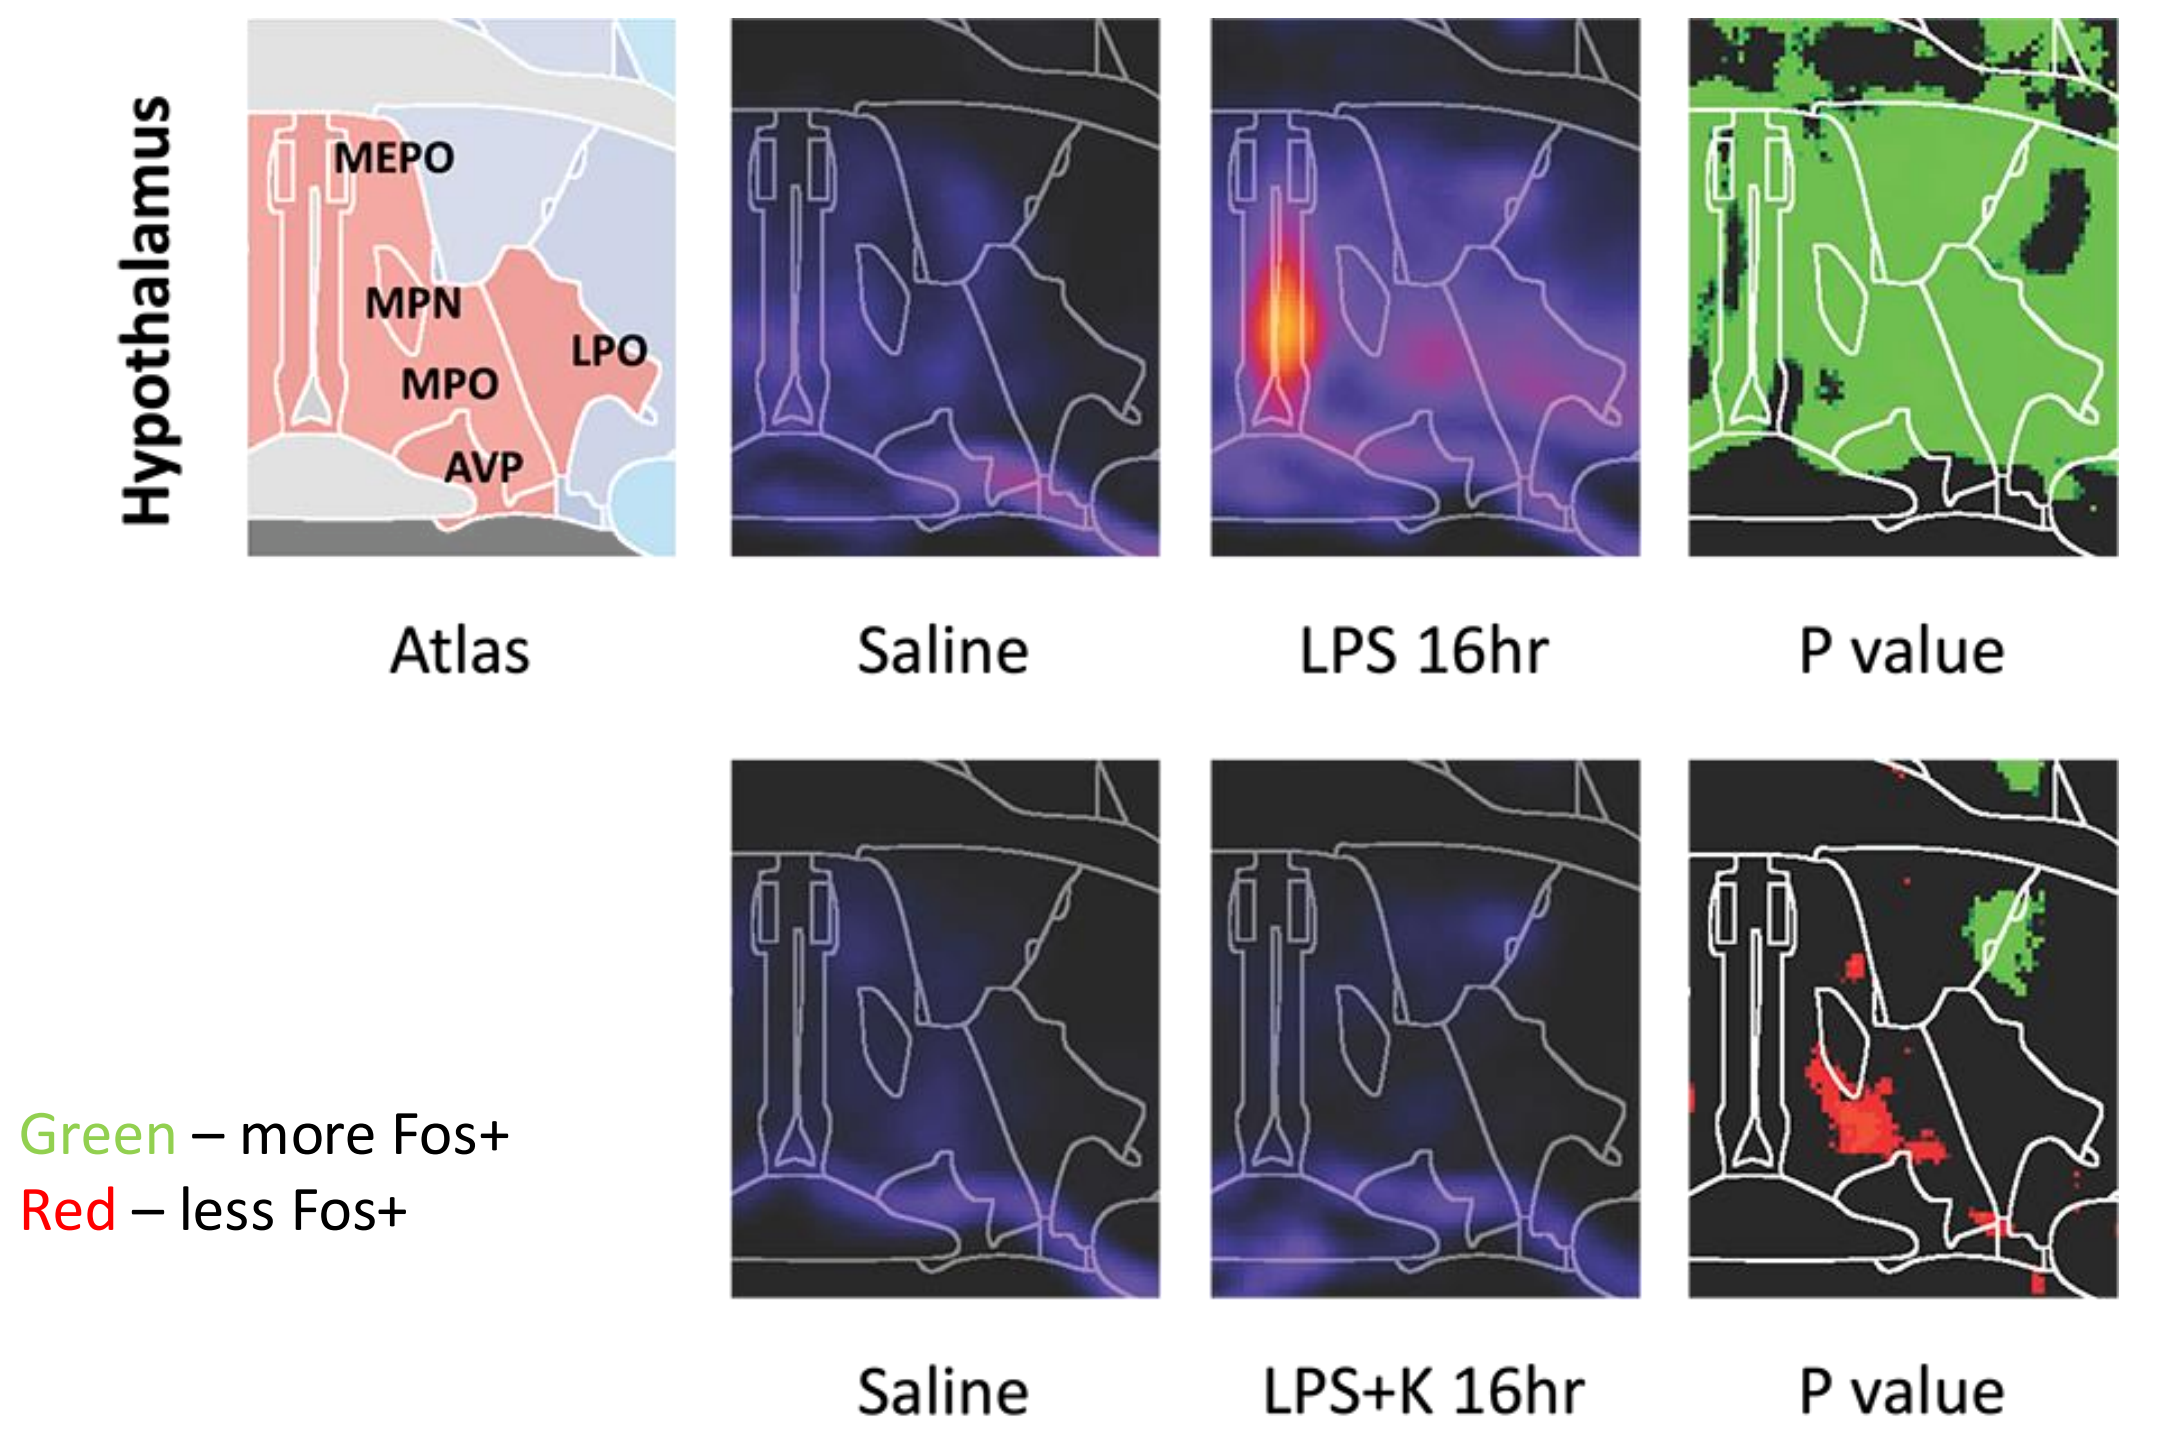 Hypothalamus
MEPO
MPN
LPO
MPO
AVP
Atlas
Saline
LPS 16hr
P value
Green – more Fos+
Red – less Fos+
Saline
LPS+K 16hr
P value